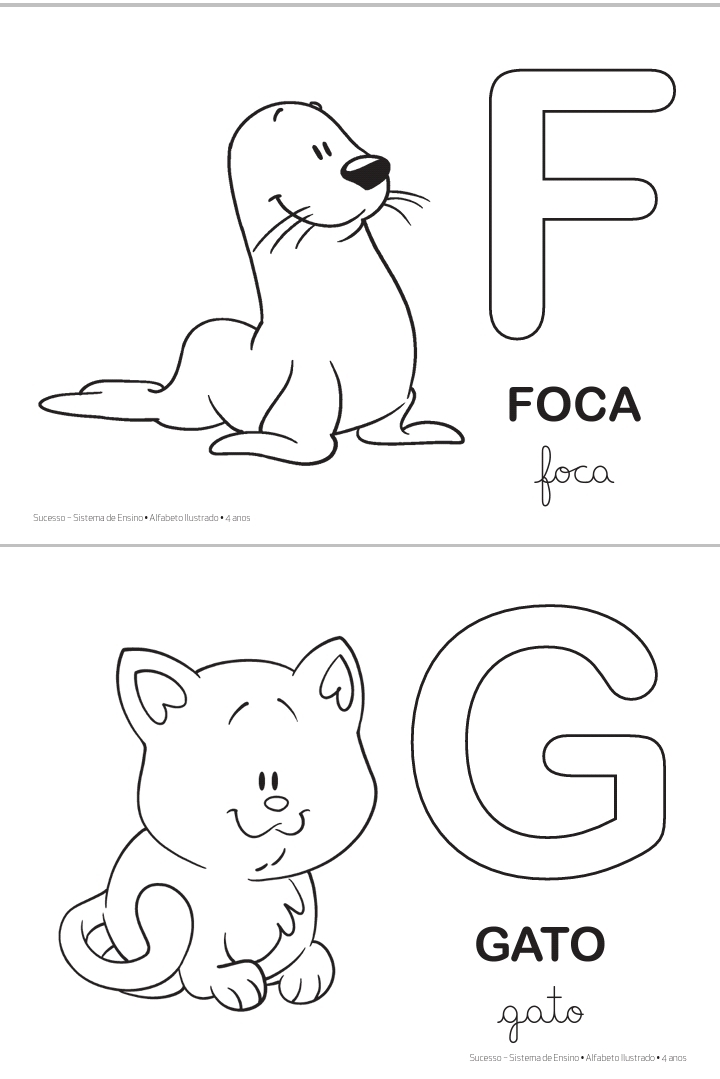 F
FOCA
foca
Sucesso – Sistema de Ensino • Alfabeto Ilustrado • 4 anos
G
GATO
gato
Sucesso – Sistema de Ensino • Alfabeto Ilustrado • 4 anos